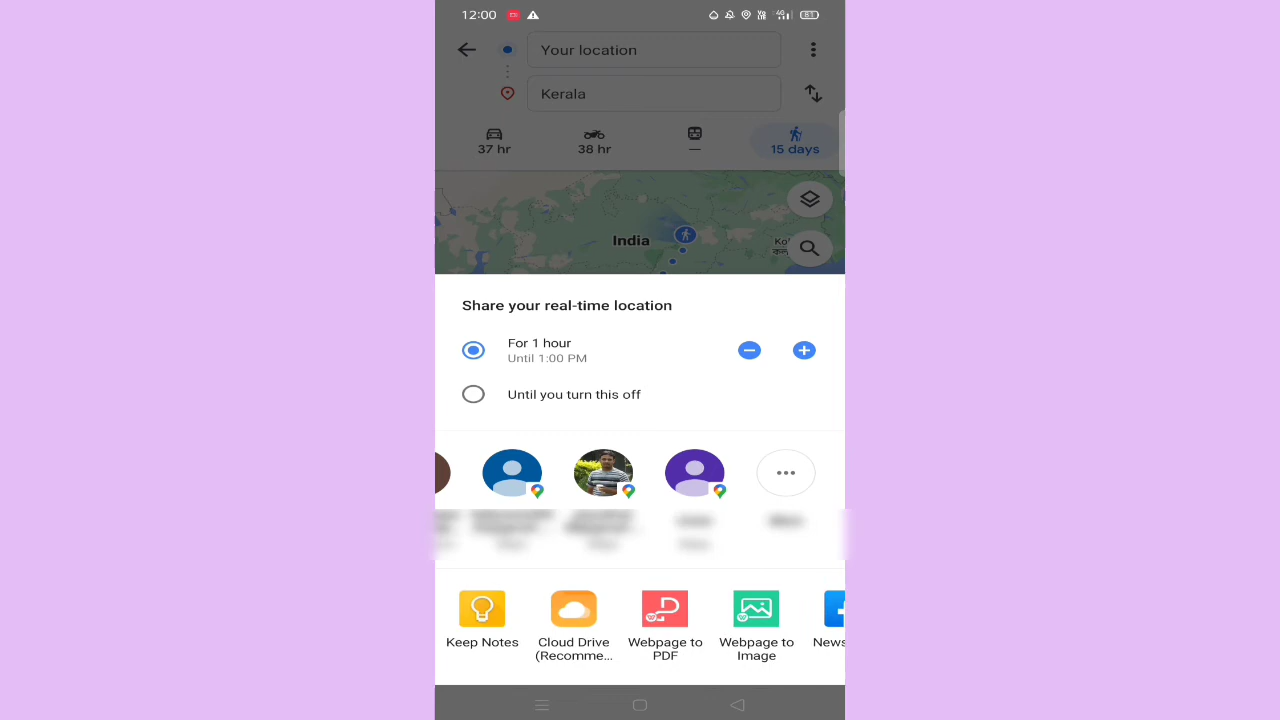 12:00
Your location
Kerala
37 hr
38 hr
—
15 days
India
Share your real-time location
For 1 hour
Until 1:00 PM
Until you turn this off
Keep Notes
Cloud Drive
(Recomme...
Webpage to
PDF
Webpage to
Image
News